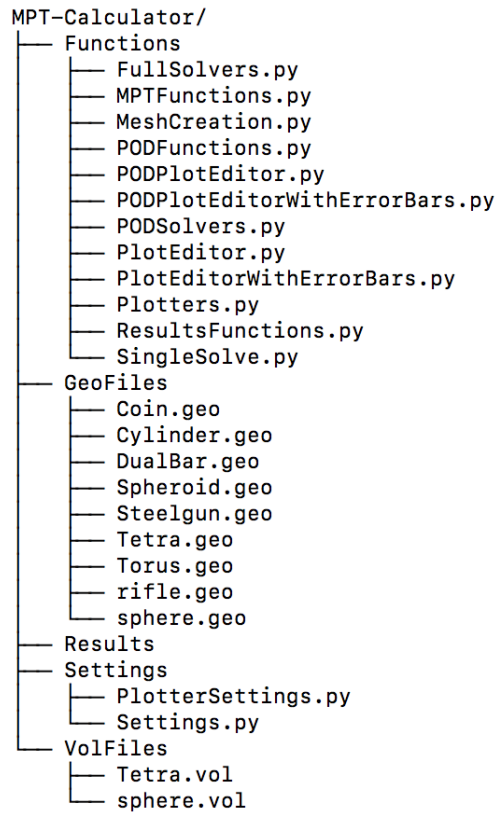 MPT-Calculator/
├── Functions
│   ├── FullSolvers.py
│   ├── MPTFunctions.py
│   ├── MeshCreation.py
│   ├── PODFunctions.py
│   ├── PODPlotEditor.py
│   ├── PODPlotEditorWithErrorBars.py
│   ├── PODSolvers.py
│   ├── PlotEditor.py
│   ├── PlotEditorWithErrorBars.py
│   ├── Plotters.py
│   ├── ResultsFunctions.py
│   └── SingleSolve.py
├── GeoFiles
│   ├── Coin.geo
│   ├── Cylinder.geo
│   ├── DualBar.geo
│   ├── Spheroid.geo
│   ├── Steelgun.geo
│   ├── Tetra.geo
│   ├── Torus.geo
│   ├── rifle.geo
│   └── sphere.geo
├── Results
├── Settings
│   ├── PlotterSettings.py
│   └── Settings.py
└── VolFiles
    ├── Tetra.vol
    └── sphere.vol